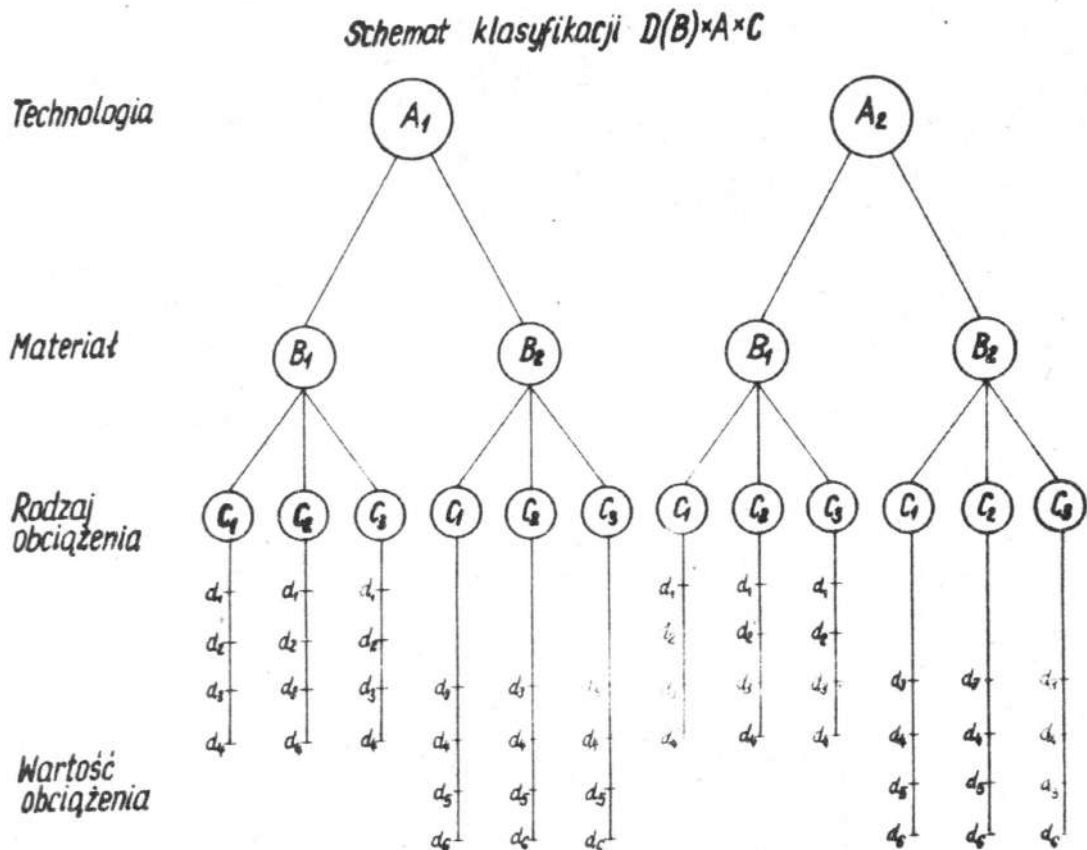 Schemat klasyfikacji D(B)×A×C
Technologia A₁ A₂
Materiał B₁ B₂ B₁ B₂
Rodzaj obciążenia C₁ C₂ C₃ C₁ C₂ C₃ C₁ C₂ C₃ C₁ C₂ C₃
d₁ d₁ d₁ d₁ d₁ d₁
d₂ d₂ d₂ d₂ d₂
d₃ d₃ d₃ d₃ d₃ d₃ d₃ d₃ d₃
d₄ d₄ d₄ d₄ d₄ d₄ d₄ d₄ d₄ d₄ d₄ d₄
Wartość obciążenia
d₅ d₅ d₅ d₅ d₅ d₅
d₆ d₆ d₆ d₆ d₆ d₆